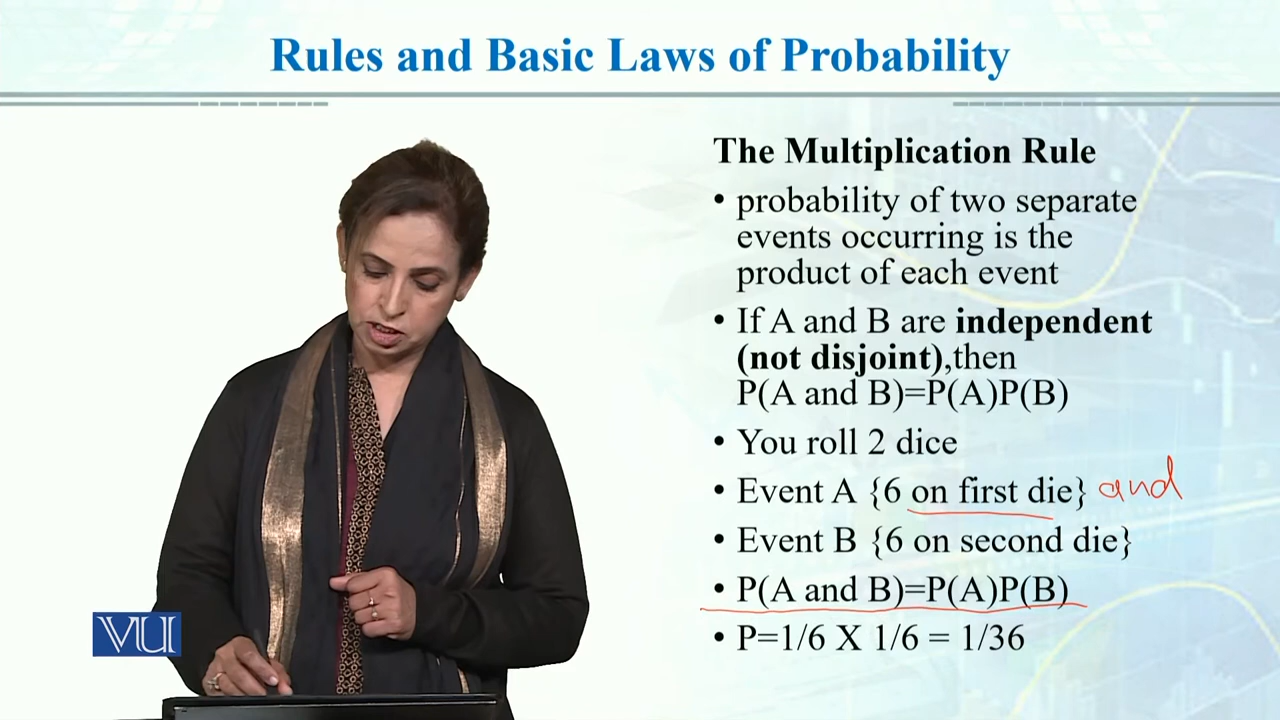 Rules and Basic Laws of Probability
The Multiplication Rule
• probability of two separate
events occurring is the
product of each event
• If A and B are independent
(not disjoint),then
P(A and B)=P(A)P(B)
• You roll 2 dice
• Event A {6 on first die} and
• Event B {6 on second die}
• P(A and B)=P(A)P(B)
• P=1/6 X 1/6 = 1/36
VU